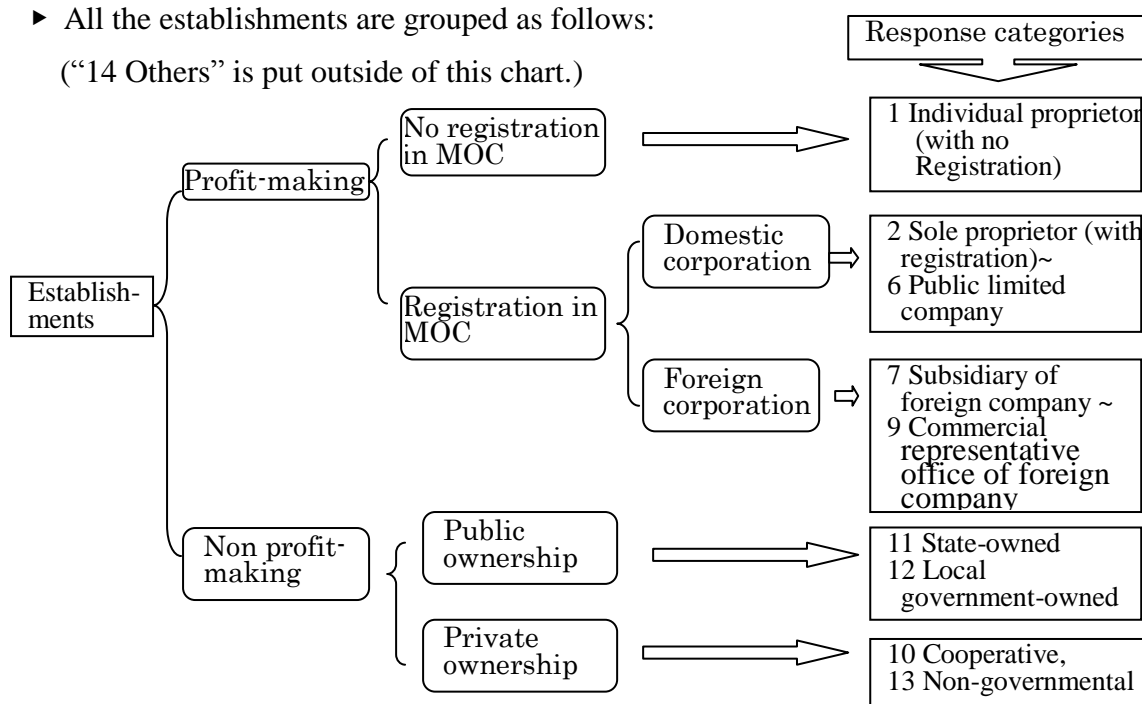 ▶ All the establishments are grouped as follows:
(“14 Others” is put outside of this chart.)
Response categories
Establish-
ments
Profit-making
No registration
in MOC
1 Individual proprietor
(with no
Registration)
Registration in
MOC
Domestic
corporation
2 Sole proprietor (with
registration)~
6 Public limited
company
Foreign
corporation
7 Subsidiary of
foreign company ~
9 Commercial
representative
office of foreign
company
Non profit-
making
Public
ownership
11 State-owned
12 Local
government-owned
Private
ownership
10 Cooperative,
13 Non-governmental